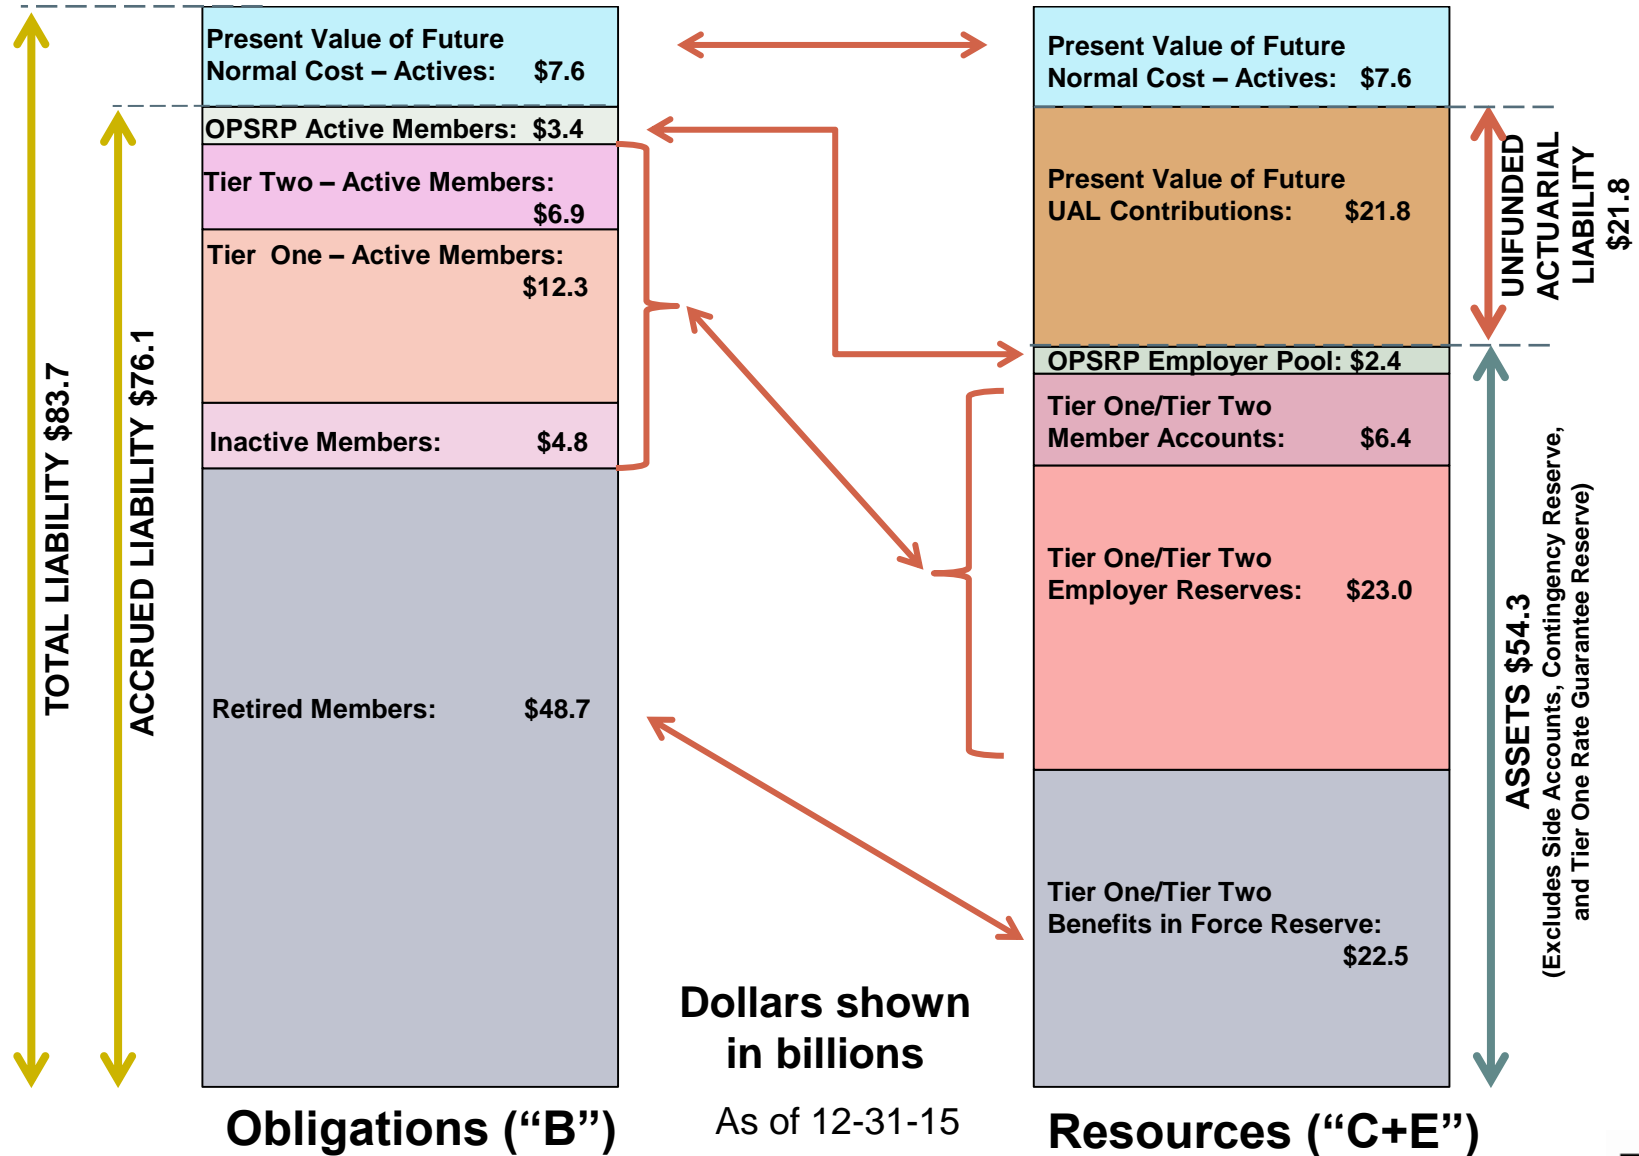 TOTAL LIABILITY $83.7
ACCRUED LIABILITY $76.1
Present Value of Future
Normal Cost – Actives: $7.6
OPSRP Active Members: $3.4
Tier Two – Active Members:
$6.9
Tier One – Active Members:
$12.3
Inactive Members: $4.8
Retired Members: $48.7
Obligations (“B”)
Dollars shown
in billions
As of 12-31-15
Present Value of Future
Normal Cost – Actives: $7.6
Present Value of Future
UAL Contributions: $21.8
OPSRP Employer Pool: $2.4
Tier One/Tier Two
Member Accounts: $6.4
Tier One/Tier Two
Employer Reserves: $23.0
Tier One/Tier Two
Benefits in Force Reserve:
$22.5
Resources (“C+E”)
UNFUNDED
ACTUARIAL
LIABILITY
$21.8
ASSETS $54.3
(Excludes Side Accounts, Contingency Reserve,
and Tier One Rate Guarantee Reserve)